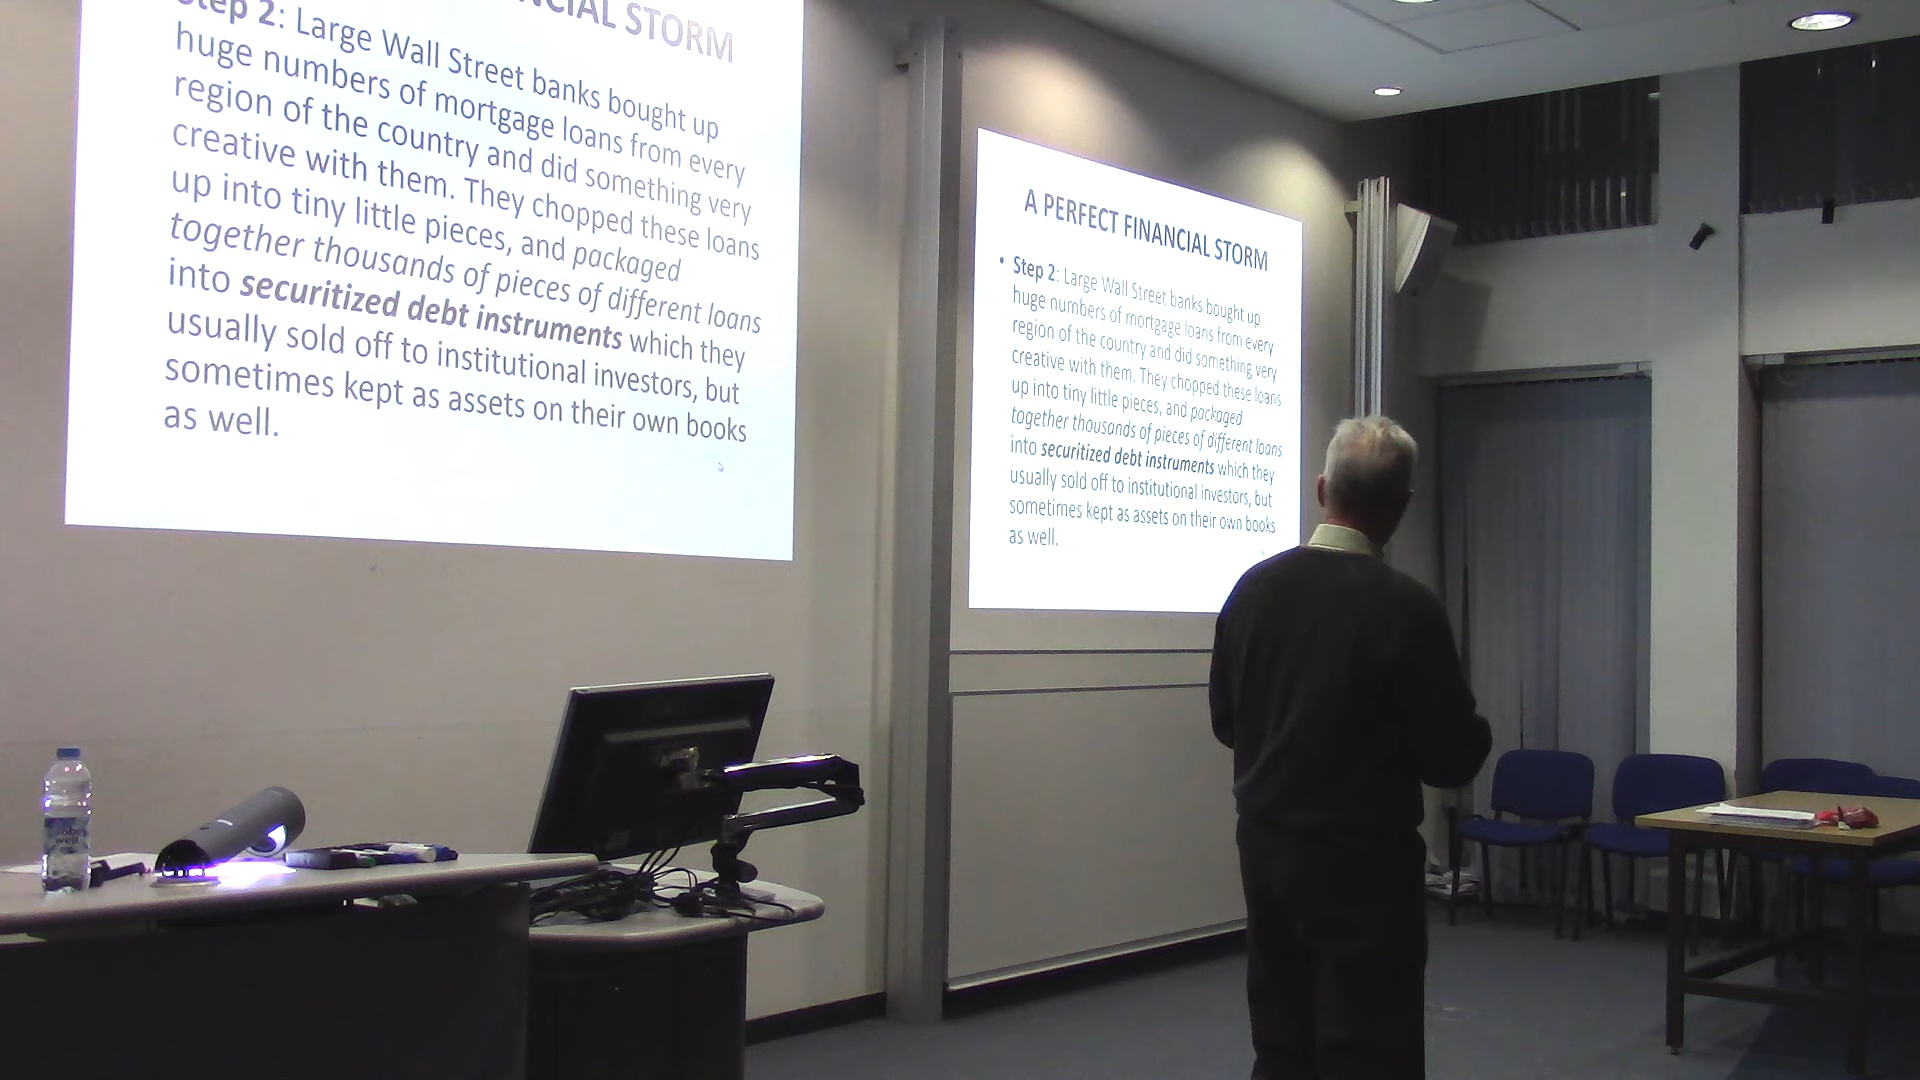 NCIAL STORM
Step 2: Large Wall Street banks bought up
huge numbers of mortgage loans from every
region of the country and did something very
creative with them. They chopped these loans
up into tiny little pieces, and packaged
together thousands of pieces of different loans
into securitized debt instruments which they
usually sold off to institutional investors, but
sometimes kept as assets on their own books
as well.
A PERFECT FINANCIAL STORM
• Step 2: Large Wall Street banks bought up
huge numbers of mortgage loans from every
region of the country and did something very
creative with them. They chopped these loans
up into tiny little pieces, and packaged
together thousands of pieces of different loans
into securitized debt instruments which they
usually sold off to institutional investors, but
sometimes kept as assets on their own books
as well.